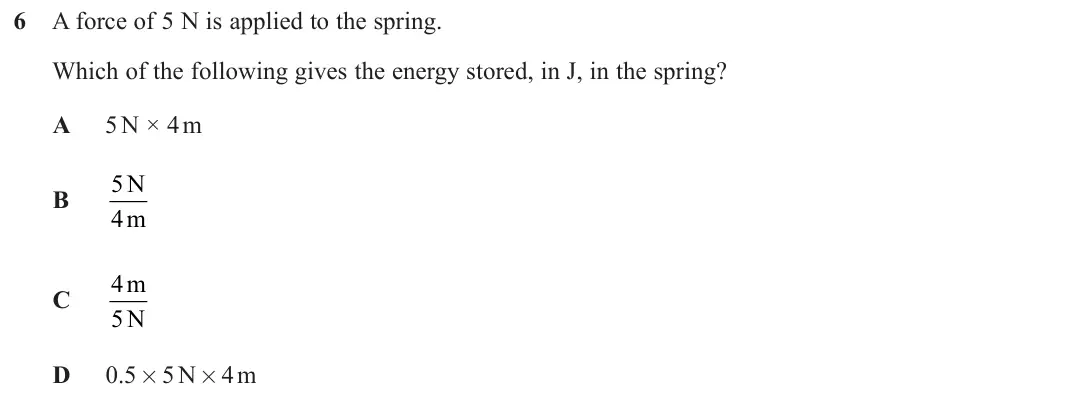 6 A force of 5 N is applied to the spring.
Which of the following gives the energy stored, in J, in the spring?
A 5 N × 4 m
B 5 N
4 m
C 4 m
5 N
D 0.5 × 5 N × 4 m